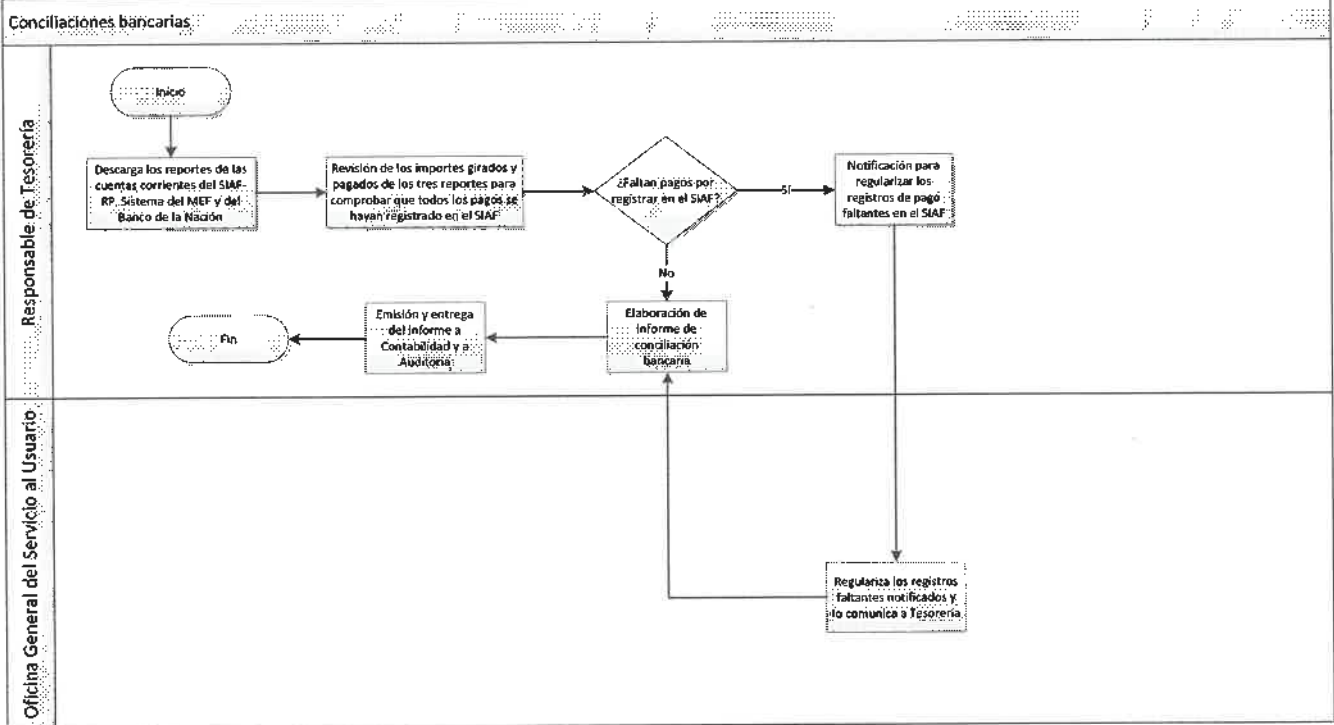 Conciliaciones bancarias
Responsable de Tesorería
Inicio
Descarga los reportes de las
cuentas corrientes del SIAF-
RP, Sistema del MEF y del
Banco de la Nación
Revisión de los importes girados y
pagados de los tres reportes para
comprobar que todos los pagos se
hayan registrado en el SIAF
¿Faltan pagos por
registrar en el SIAF?
Sí
Notificación para
regularizar los
registros de pago
faltantes en el SIAF
No
Elaboración de
informe de
conciliación
bancaria
Emisión y entrega
del informe a
Contabilidad y a
Auditoría
Fin
Oficina General del Servicio al Usuario
Regulariza los registros
faltantes notificados y
lo comunica a Tesorería